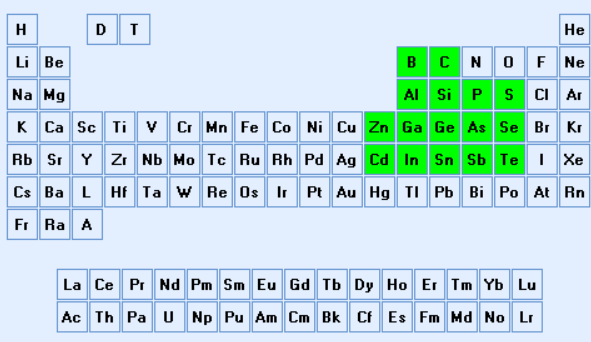 H D T He
Li Be B C N O F Ne
Na Mg Al Si P S Cl Ar
K Ca Sc Ti V Cr Mn Fe Co Ni Cu Zn Ga Ge As Se Br Kr
Rb Sr Y Zr Nb Mo Tc Ru Rh Pd Ag Cd In Sn Sb Te I Xe
Cs Ba L Hf Ta W Re Os Ir Pt Au Hg Tl Pb Bi Po At Rn
Fr Ra A
La Ce Pr Nd Pm Sm Eu Gd Tb Dy Ho Er Tm Yb Lu
Ac Th Pa U Np Pu Am Cm Bk Cf Es Fm Md No Lr